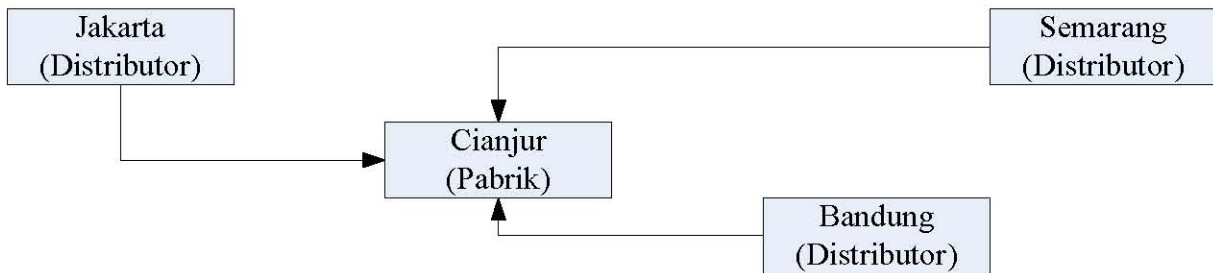 Jakarta
(Distributor)
Semarang
(Distributor)
Cianjur
(Pabrik)
Bandung
(Distributor)